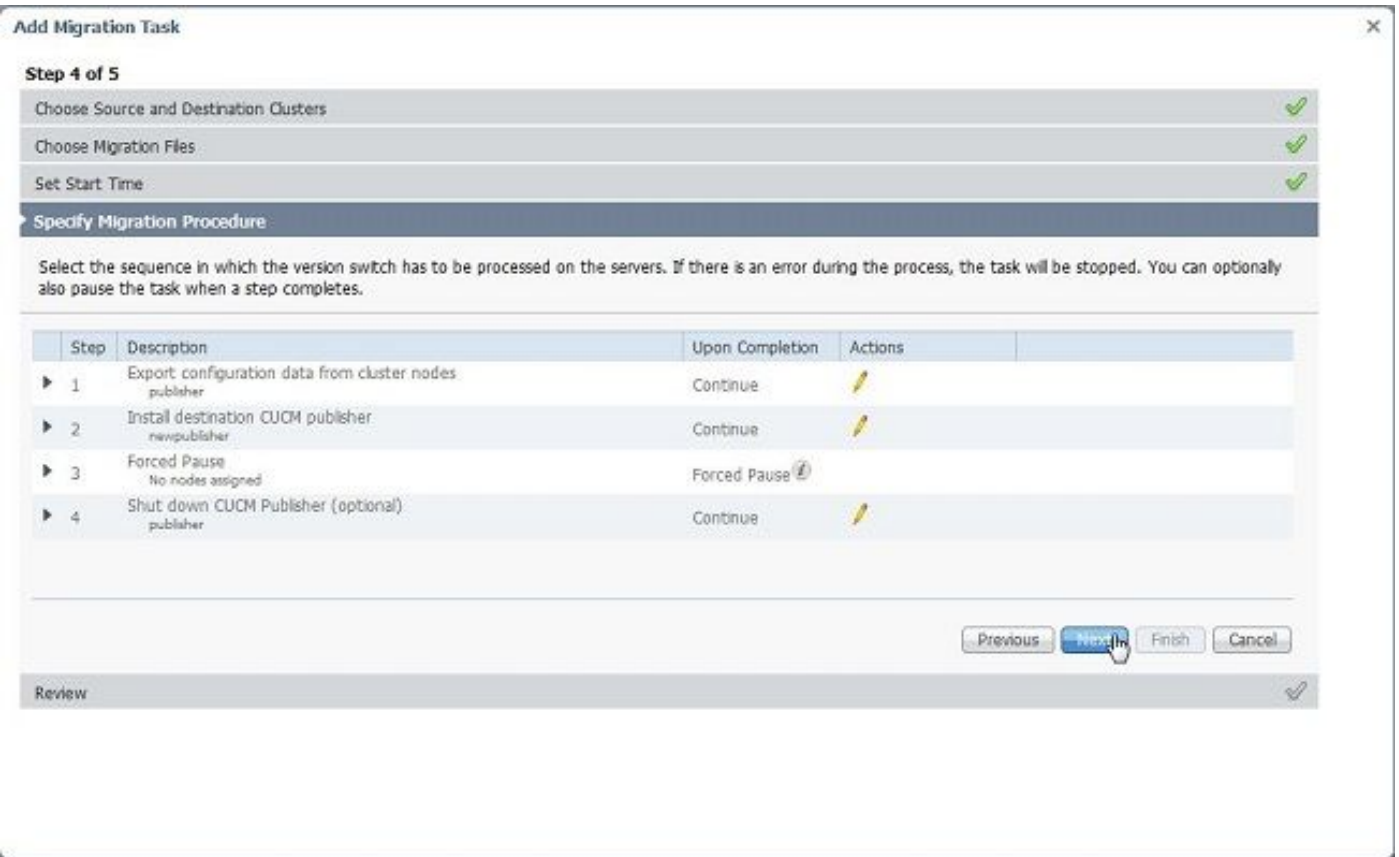 Add Migration Task
Step 4 of 5
Choose Source and Destination Clusters
Choose Migration Files
Set Start Time
Specify Migration Procedure
Select the sequence in which the version switch has to be processed on the servers. If there is an error during the process, the task will be stopped. You can optionally
also pause the task when a step completes.
Step Description Upon Completion Actions
1 Export configuration data from cluster nodes Continue
publisher
2 Install destination CUCM publisher Continue
newpublisher
3 Forced Pause Forced Pause
No nodes assigned
4 Shut down CUCM Publisher (optional) Continue
publisher
Previous Next Finish Cancel
Review